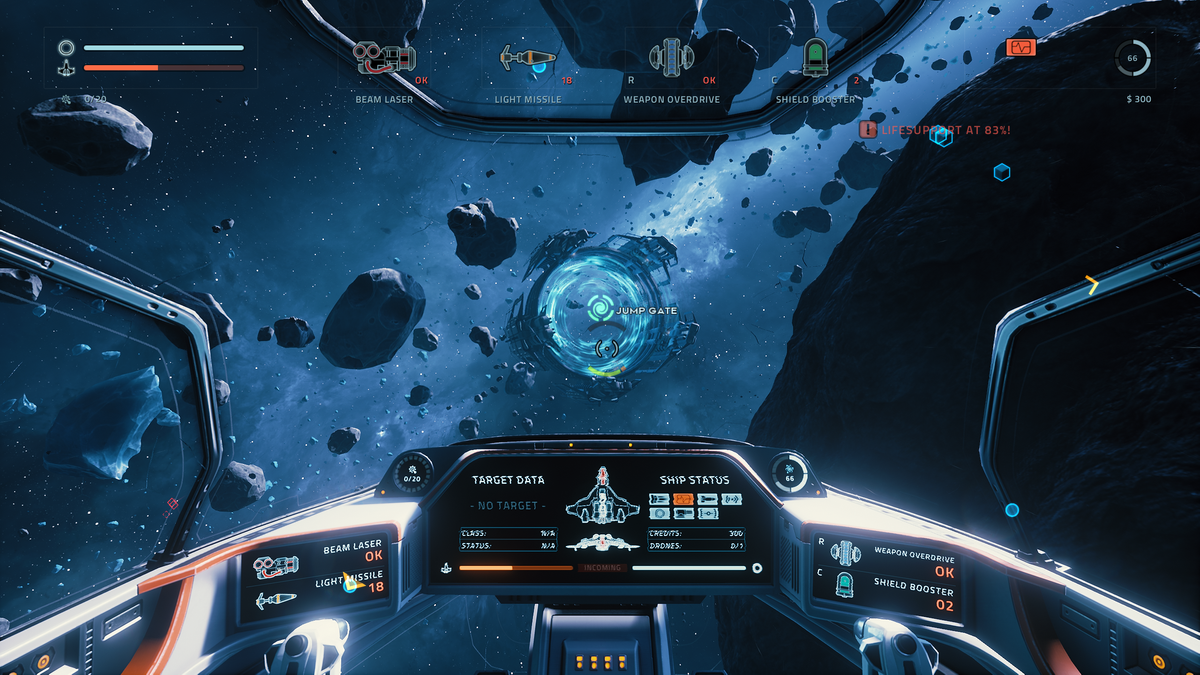 R
OK
18
OK
C
2
66
0/20
BEAM LASER
LIGHT MISSILE
WEAPON OVERDRIVE
SHIELD BOOSTER
$ 300
LIFESUPPORT AT 83%!
JUMP GATE
0/20
TARGET DATA
SHIP STATUS
66
- NO TARGET -
CLASS: N/A
STATUS: N/A
CREDITS: 300
DRONES: 0/1
INCOMING
BEAM LASER
OK
LIGHT MISSILE
18
R
WEAPON OVERDRIVE
OK
C
SHIELD BOOSTER
02